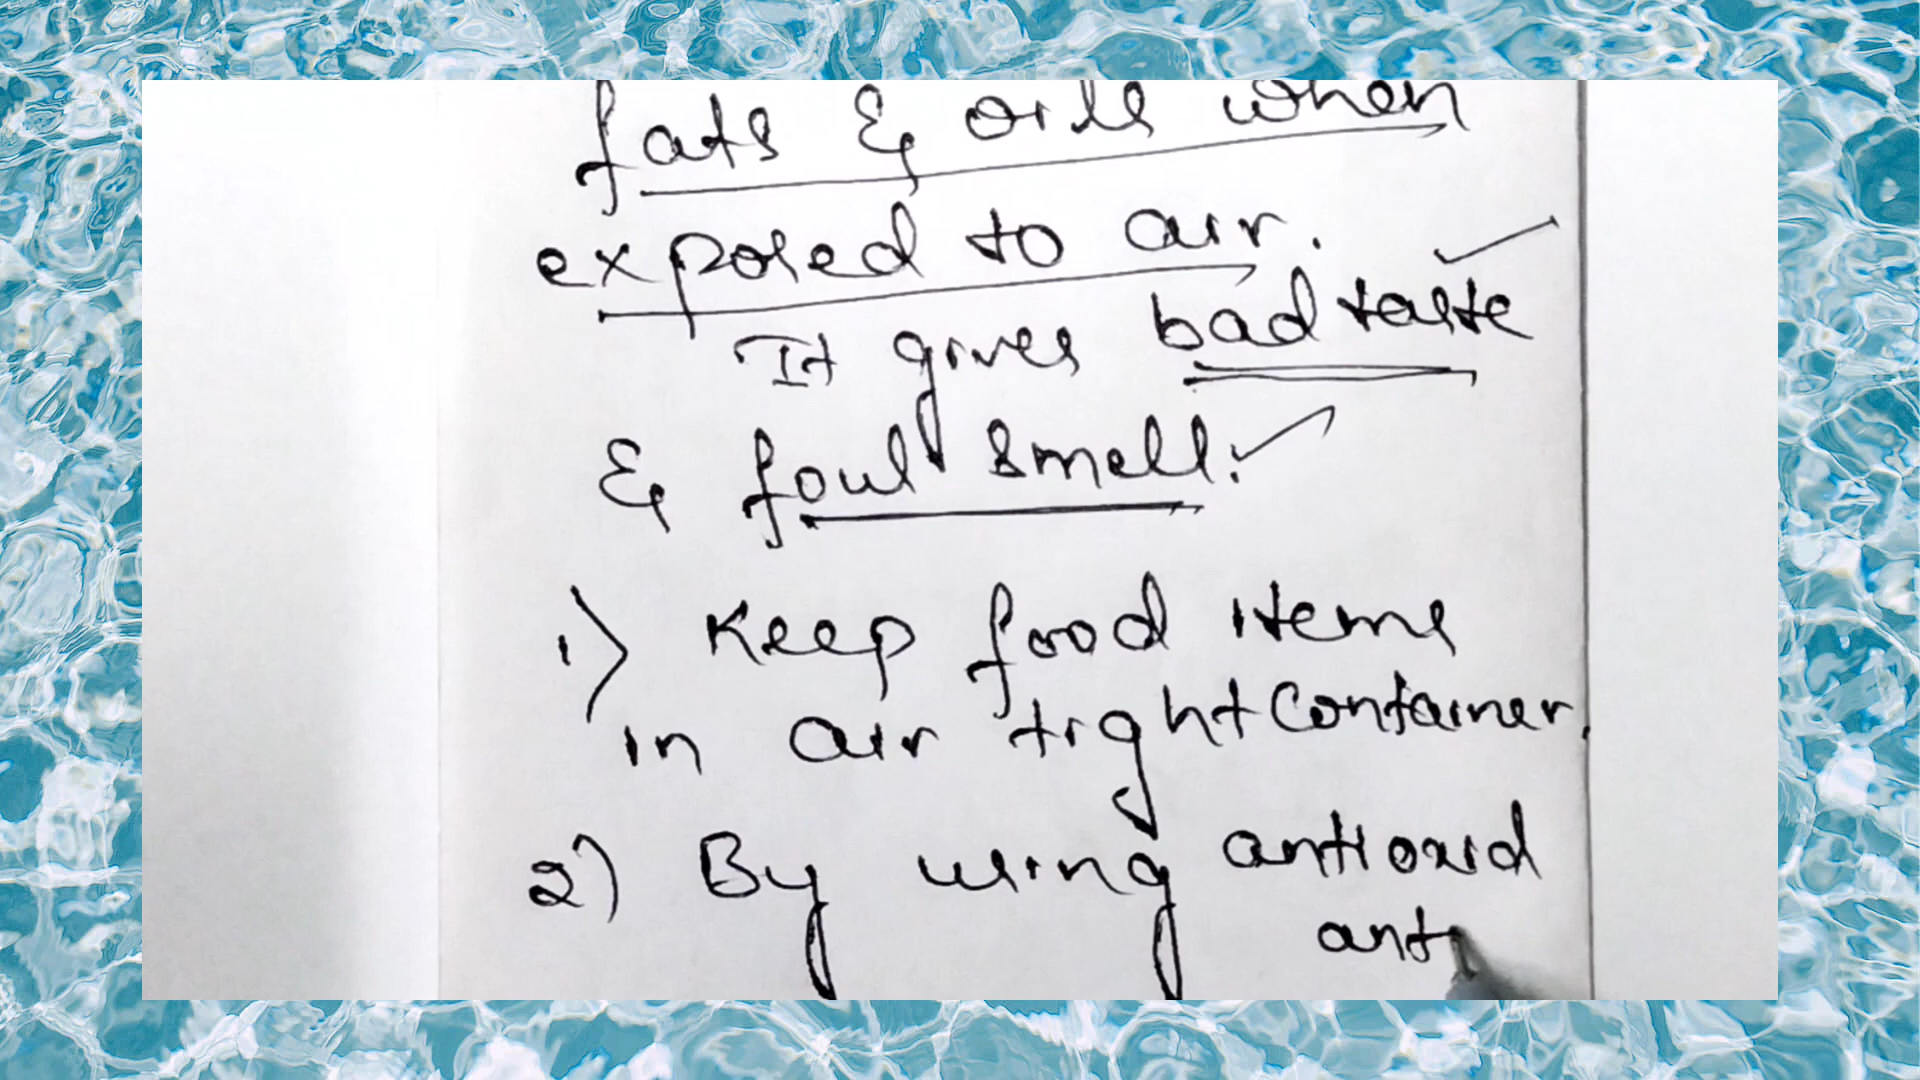 fats & oils when
exposed to air.
It gives bad taste
& foul smell.
1) Keep food items
in air tight Container.
2) By using antioxid
ant